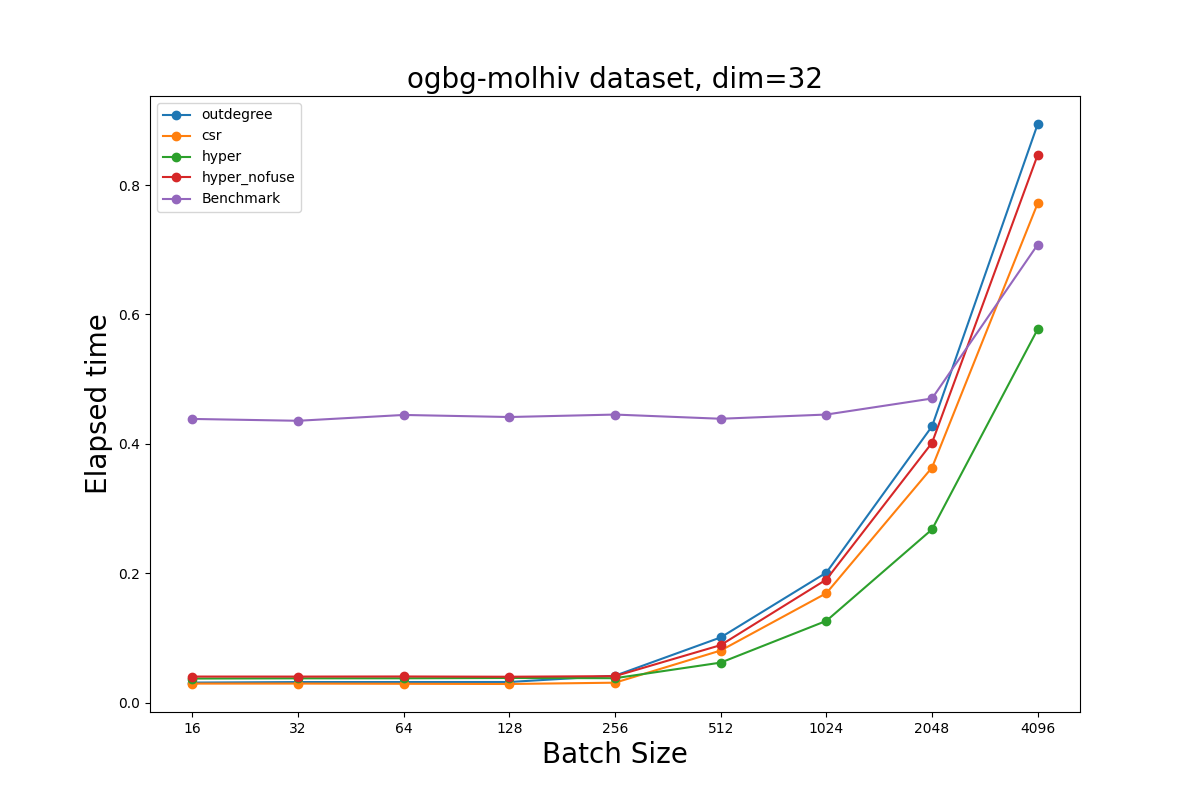 ogbg-molhiv dataset, dim=32
outdegree
csr
hyper
hyper_nofuse
Benchmark
Elapsed time
0.8
0.6
0.4
0.2
0.0
16 32 64 128 256 512 1024 2048 4096
Batch Size